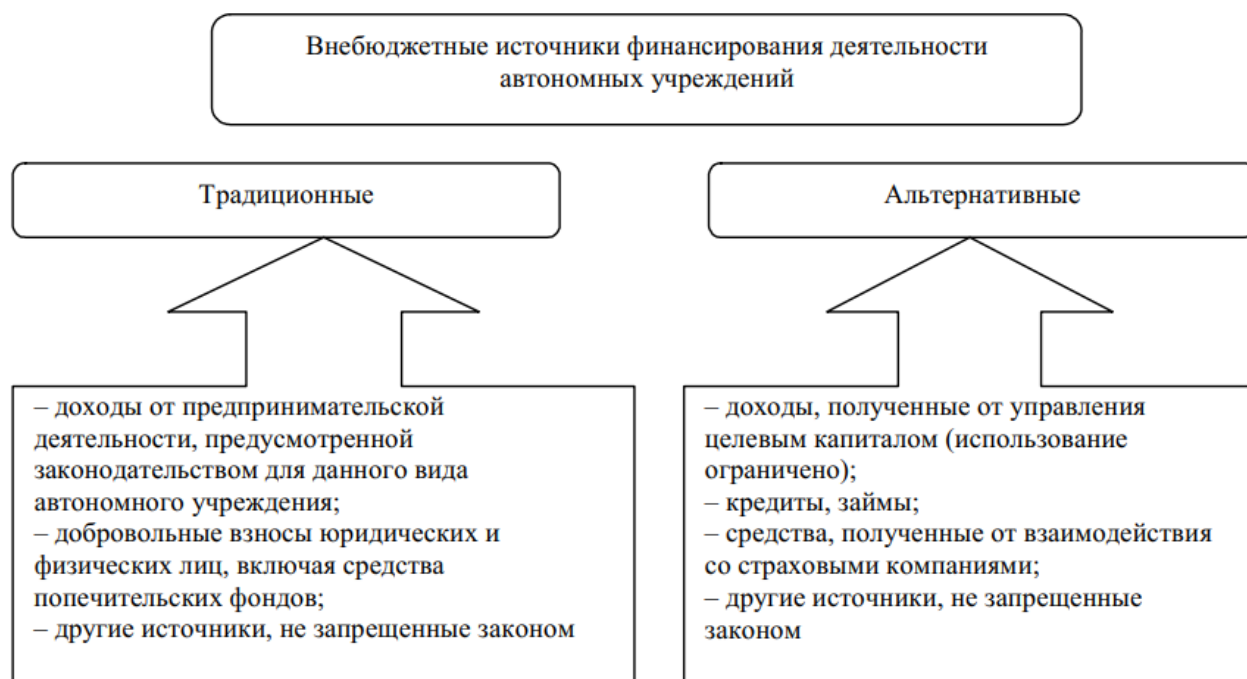 Внебюджетные источники финансирования деятельности
автономных учреждений
Традиционные
Альтернативные
– доходы от предпринимательской
деятельности, предусмотренной
законодательством для данного вида
автономного учреждения;
– добровольные взносы юридических и
физических лиц, включая средства
попечительских фондов;
– другие источники, не запрещенные законом
– доходы, полученные от управления
целевым капиталом (использование
ограничено);
– кредиты, займы;
– средства, полученные от взаимодействия
со страховыми компаниями;
– другие источники, не запрещенные
законом